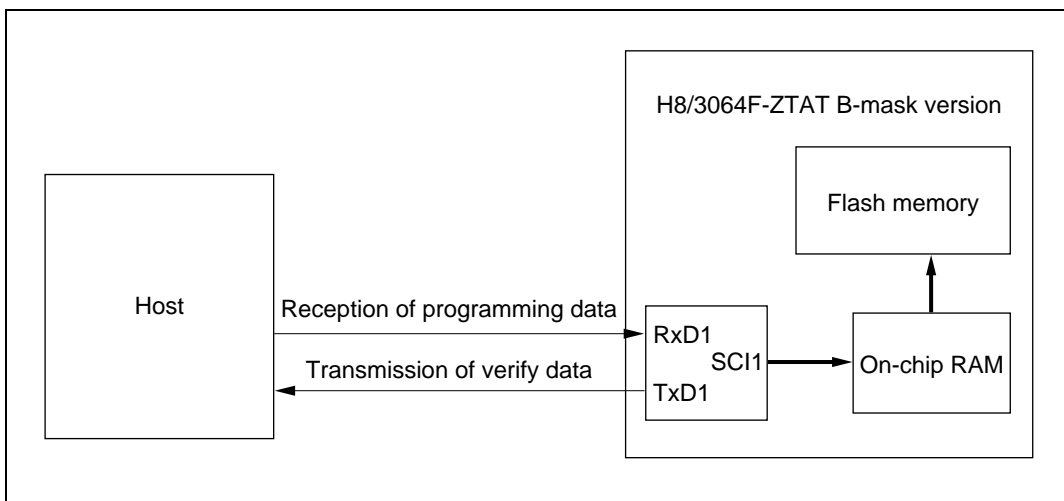 H8/3064F-ZTAT B-mask version
Flash memory
Host
Reception of programming data
RxD1
SCI1
On-chip RAM
Transmission of verify data
TxD1